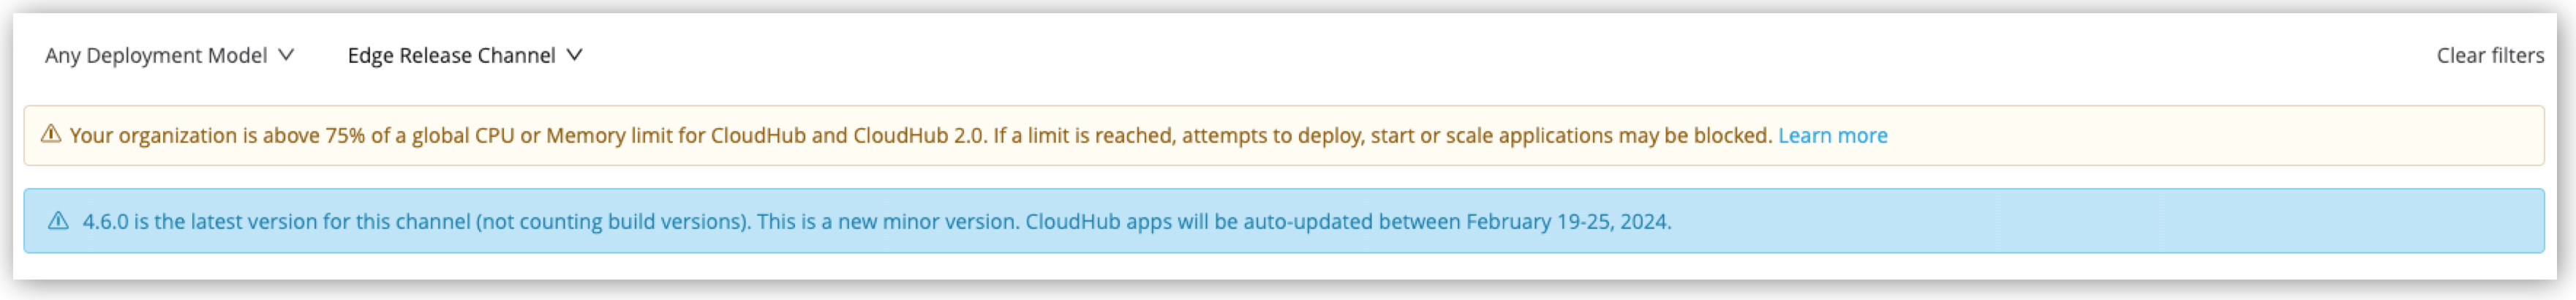 Any Deployment Model Edge Release Channel Clear filters
Your organization is above 75% of a global CPU or Memory limit for CloudHub and CloudHub 2.0. If a limit is reached, attempts to deploy, start or scale applications may be blocked. Learn more
4.6.0 is the latest version for this channel (not counting build versions). This is a new minor version. CloudHub apps will be auto-updated between February 19-25, 2024.